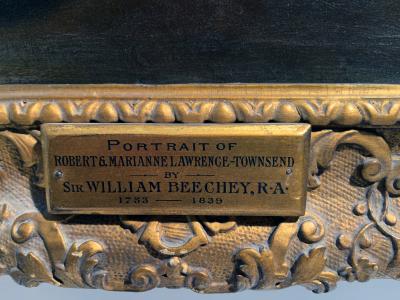 PORTRAIT OF
ROBERT & MARIANNE LAWRENCE-TOWNSEND
— BY —
SIR WILLIAM BEECHEY, R.A.
1753 — 1839